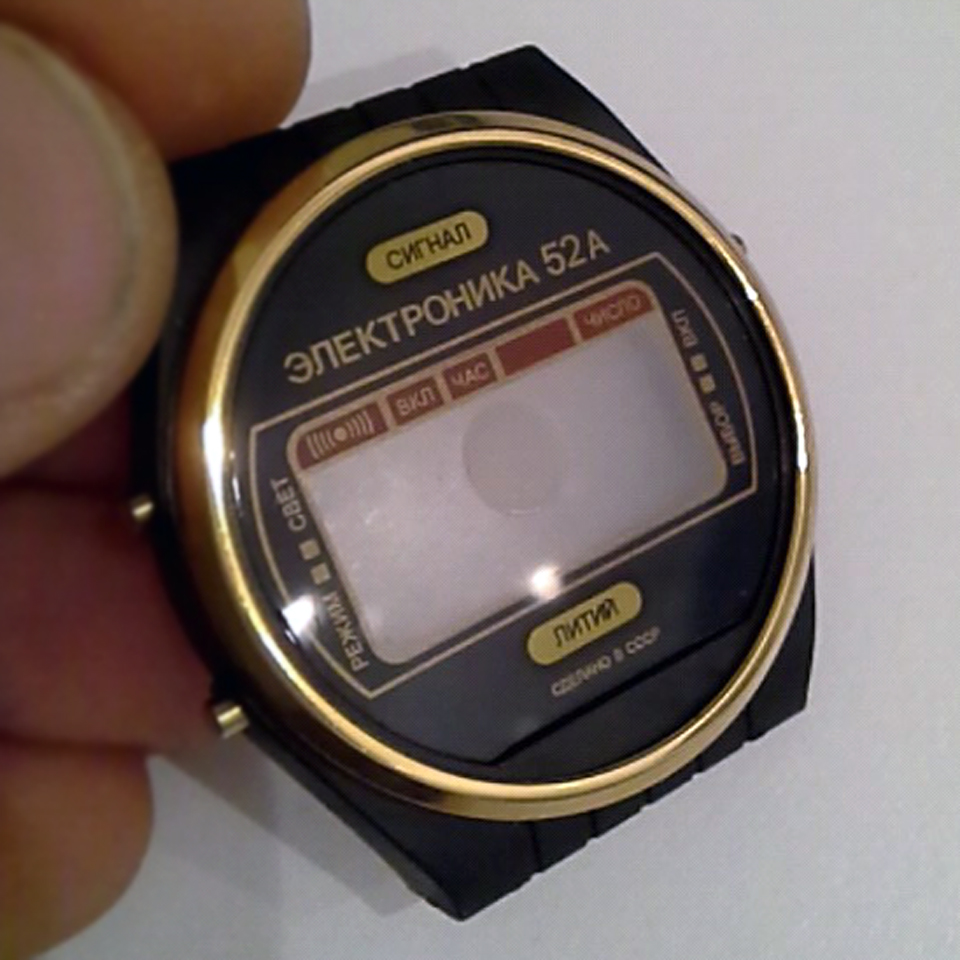 СИГНАЛ
ЭЛЕКТРОНИКА 52А
ВКЛ ЧАС ЧИСЛО
СВЕТ
РЕЖИМ
ВКЛ
ВЫБОР
ЛИТИЙ
СДЕЛАНО В СССР